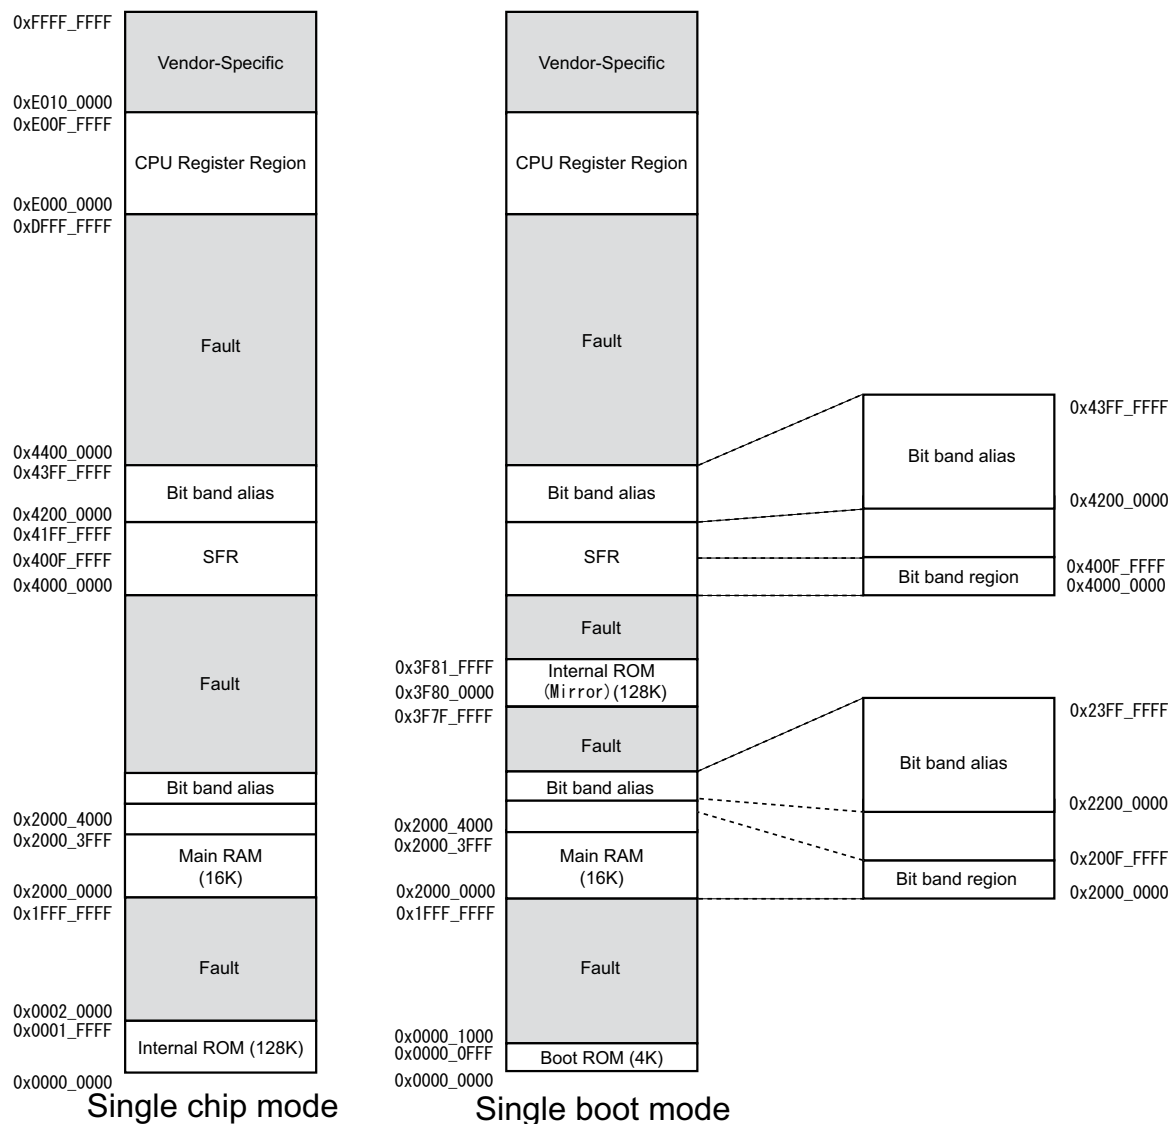 0xFFFF_FFFF
Vendor-Specific
0xE010_0000
0xE00F_FFFF
CPU Register Region
0xE000_0000
0xDFFF_FFFF
Fault
0x4400_0000
0x43FF_FFFF
Bit band alias
0x4200_0000
0x41FF_FFFF
SFR
0x400F_FFFF
0x4000_0000
Fault
Bit band alias
0x2000_4000
0x2000_3FFF
Main RAM
(16K)
0x2000_0000
0x1FFF_FFFF
Fault
0x0002_0000
0x0001_FFFF
Internal ROM (128K)
0x0000_0000
Single chip mode
Vendor-Specific
CPU Register Region
Fault
Bit band alias
SFR
Fault
0x3F81_FFFF
Internal ROM
(Mirror)(128K)
0x3F80_0000
0x3F7F_FFFF
Fault
Bit band alias
0x2000_4000
0x2000_3FFF
Main RAM
(16K)
0x2000_0000
0x1FFF_FFFF
Fault
0x0000_1000
0x0000_0FFF
Boot ROM (4K)
0x0000_0000
Single boot mode
0x43FF_FFFF
Bit band alias
0x4200_0000
0x400F_FFFF
Bit band region
0x4000_0000
0x23FF_FFFF
Bit band alias
0x2200_0000
0x200F_FFFF
Bit band region
0x2000_0000